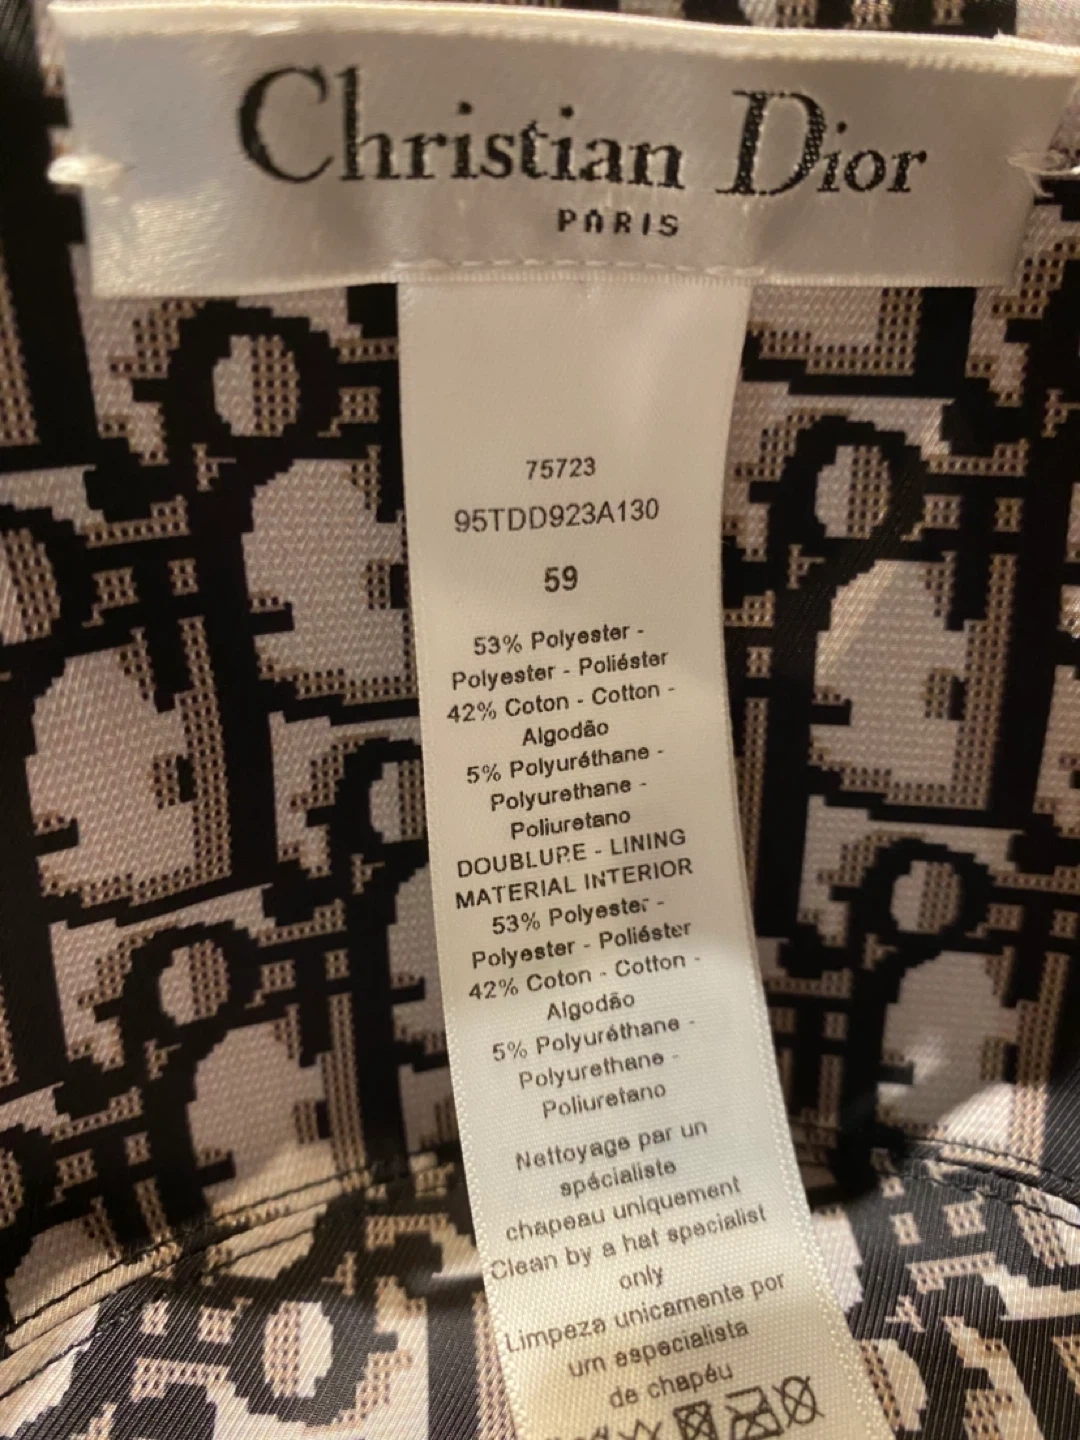 Christian Dior
PARIS
75723
95TDD923A130
59
53% Polyester -
Polyester - Poliéster
42% Coton - Cotton -
Algodão
5% Polyuréthane -
Polyurethane -
Poliuretano
DOUBLURE - LINING
MATERIAL INTERIOR
53% Polyester -
Polyester - Poliéster
42% Coton - Cotton -
Algodão
5% Polyuréthane -
Polyurethane -
Poliuretano
Nettoyage par un
spécialiste
chapeau uniquement
Clean by a hat specialist
only
Limpeza unicamente por
um especialista
de chapéu